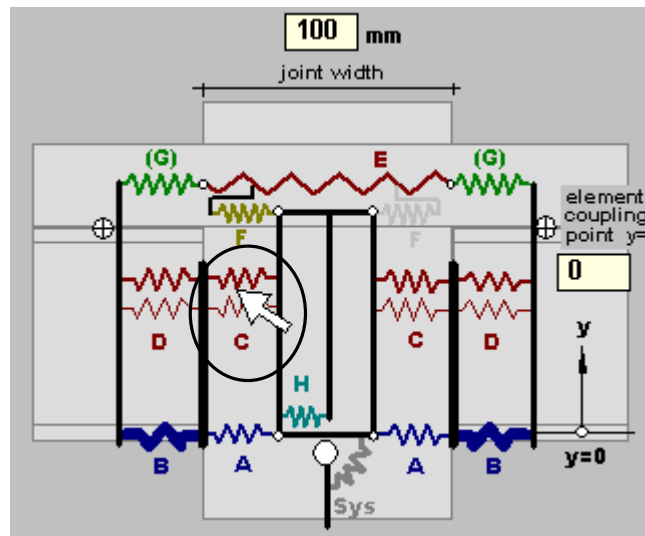 100 mm
joint width
(G) E (G)
F F
element
coupling
point y=
0
D C C D
y
H
B A A B
y=0
Sys